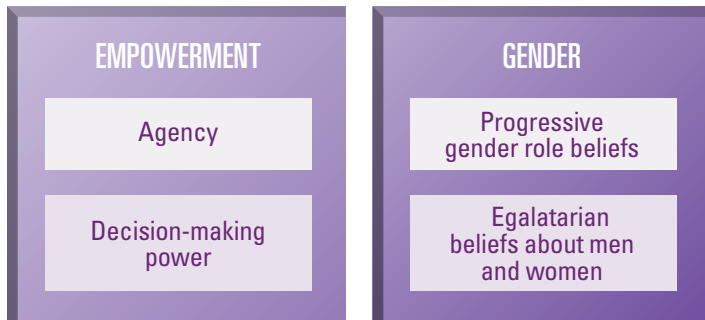 EMPOWERMENT
Agency
Decision-making
power
GENDER
Progressive
gender role beliefs
Egalatarian
beliefs about men
and women